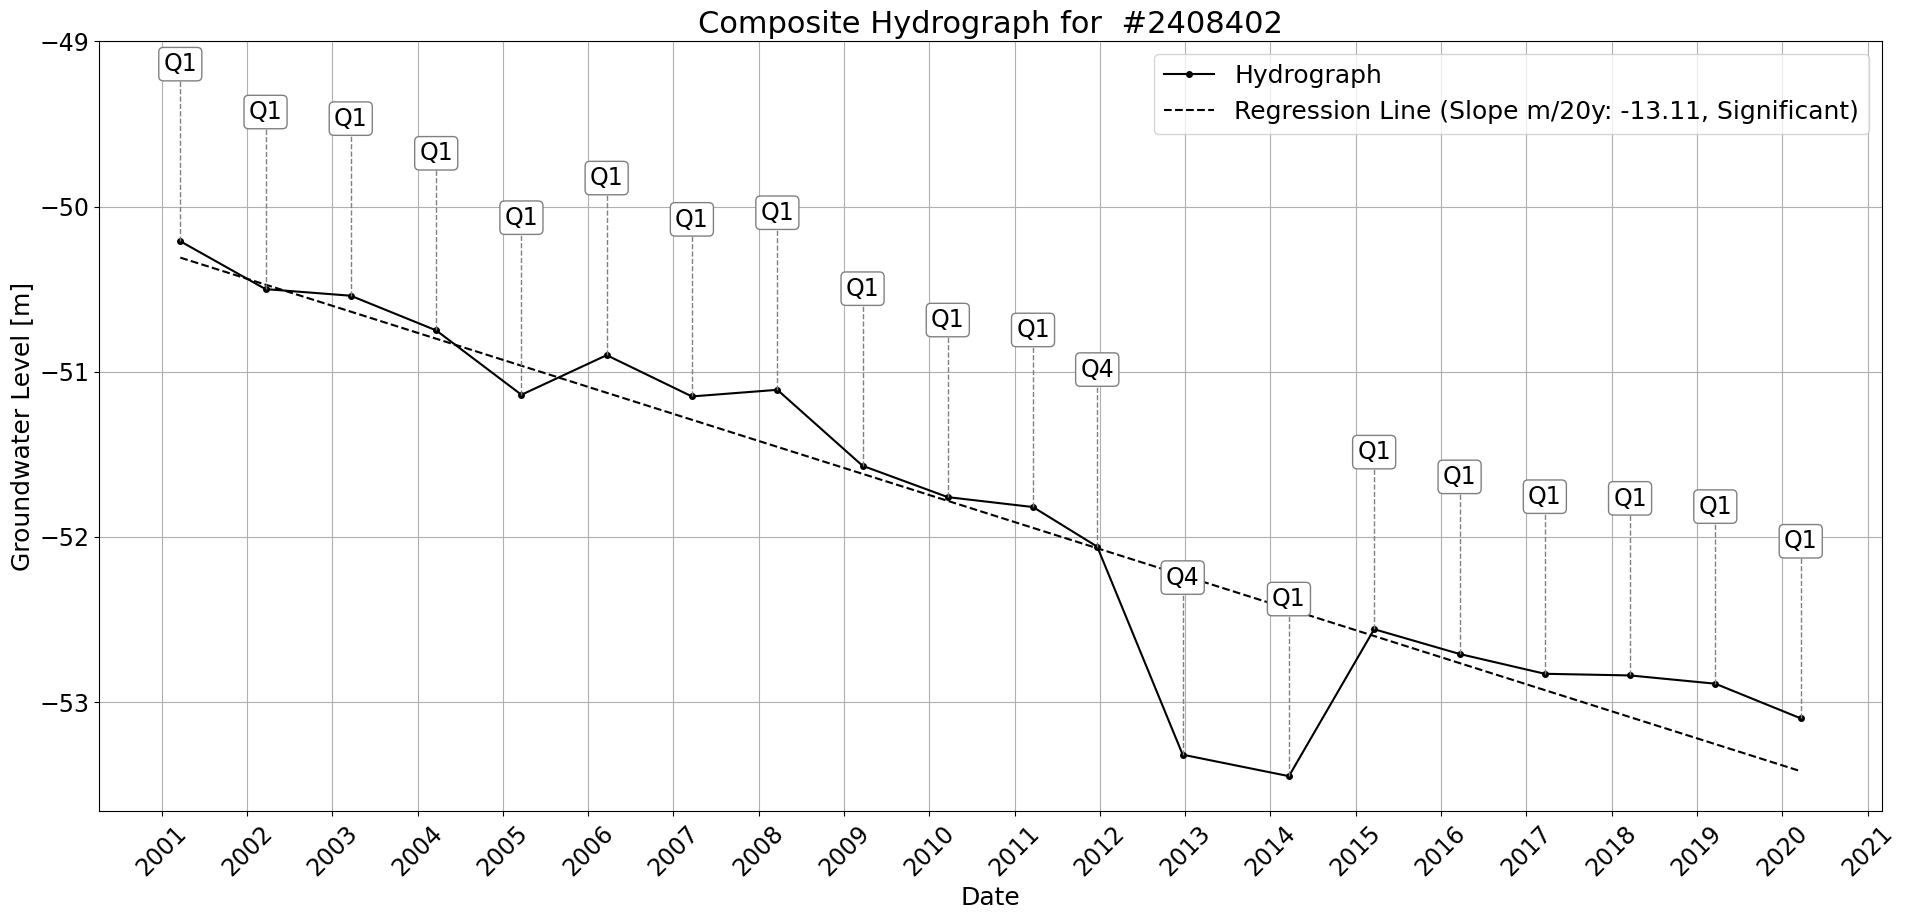 Composite Hydrograph for  #2408402
Hydrograph
Regression Line (Slope m/20y: -13.11, Significant)
Groundwater Level [m]
−49
−50
−51
−52
−53
Q1
Q1
Q1
Q1
Q1
Q1
Q1
Q1
Q1
Q1
Q1
Q4
Q4
Q1
Q1
Q1
Q1
Q1
Q1
Q1
2001
2002
2003
2004
2005
2006
2007
2008
2009
2010
2011
2012
2013
2014
2015
2016
2017
2018
2019
2020
2021
Date